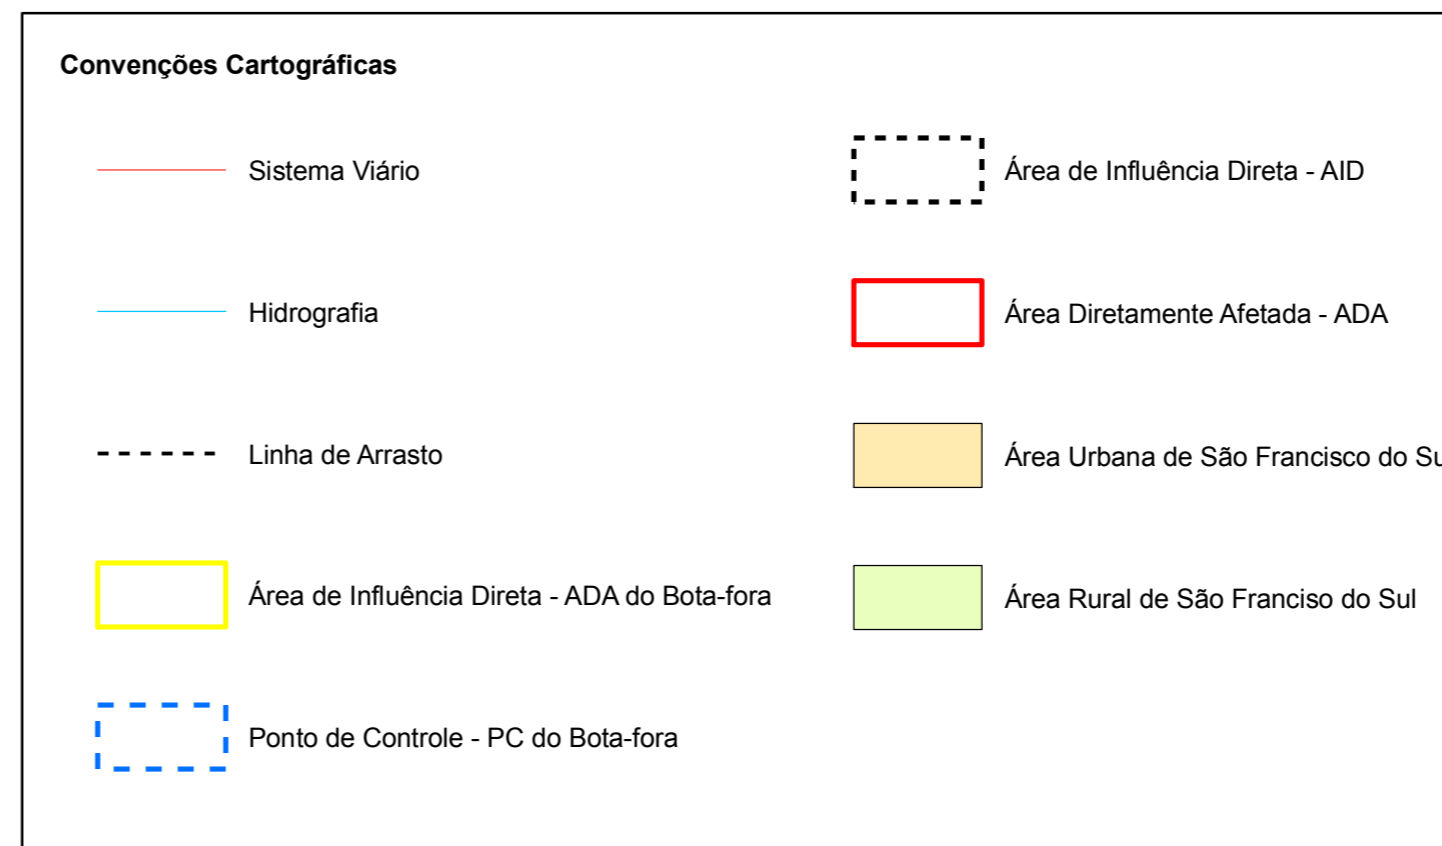 Convenções Cartográficas
Sistema Viário
Hidrografia
Linha de Arrasto
Área de Influência Direta - ADA do Bota-fora
Ponto de Controle - PC do Bota-fora
Área de Influência Direta - AID
Área Diretamente Afetada - ADA
Área Urbana de São Francisco do Su
Área Rural de São Franciso do Sul